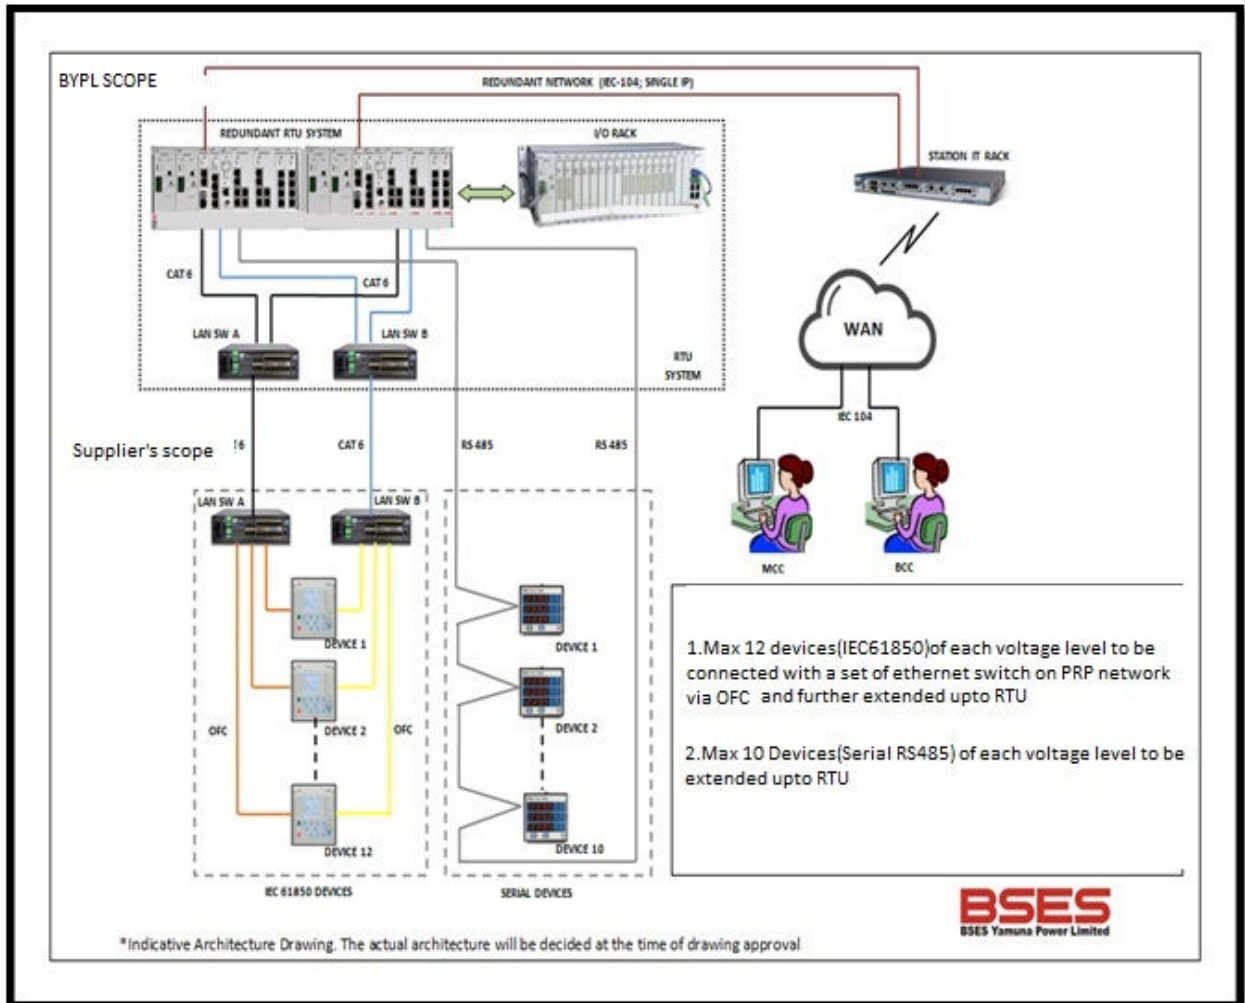 BYPL SCOPE
REDUNDANT NETWORK (IEC-104; SINGLE IP)
REDUNDANT RTU SYSTEM
I/O RACK
STATION IT RACK
CAT 6
CAT 6
LAN SW A
LAN SW B
RTU
SYSTEM
WAN
IEC 104
Supplier's scope
T 6
CAT 6
RS 485
RS 485
LAN SW A
LAN SW B
MCC
BCC
DEVICE 1
DEVICE 1
DEVICE 2
DEVICE 2
OFC
OFC
DEVICE 12
DEVICE 10
IEC 61850 DEVICES
SERIAL DEVICES
1.Max 12 devices(IEC61850)of each voltage level to be
connected with a set of ethernet switch on PRP network
via OFC and further extended upto RTU
2.Max 10 Devices(Serial RS485) of each voltage level to be
extended upto RTU
BSES
BSES Yamuna Power Limited
*Indicative Architecture Drawing. The actual architecture will be decided at the time of drawing approval